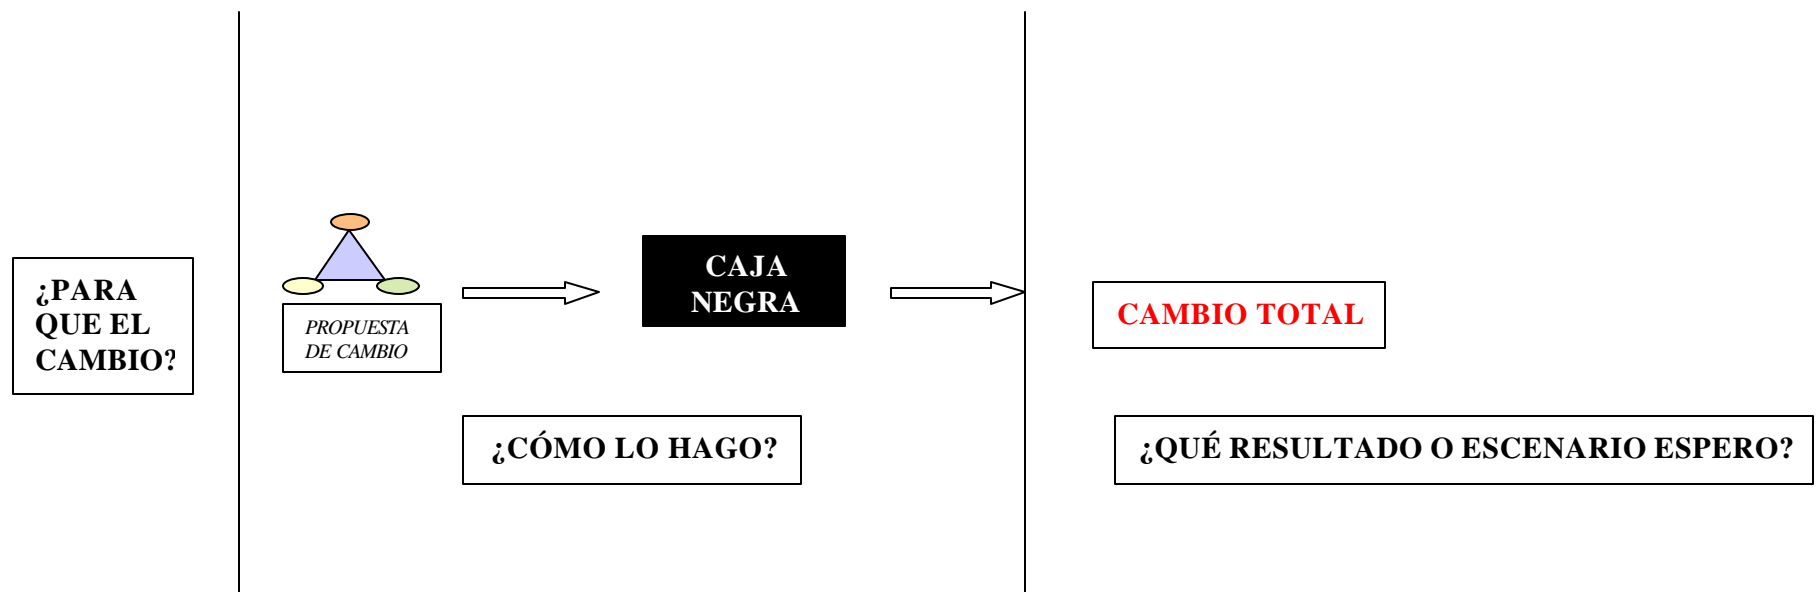 ¿PARA
QUE EL
CAMBIO?
PROPUESTA
DE CAMBIO
CAJA
NEGRA
¿CÓMO LO HAGO?
CAMBIO TOTAL
¿QUÉ RESULTADO O ESCENARIO ESPERO?